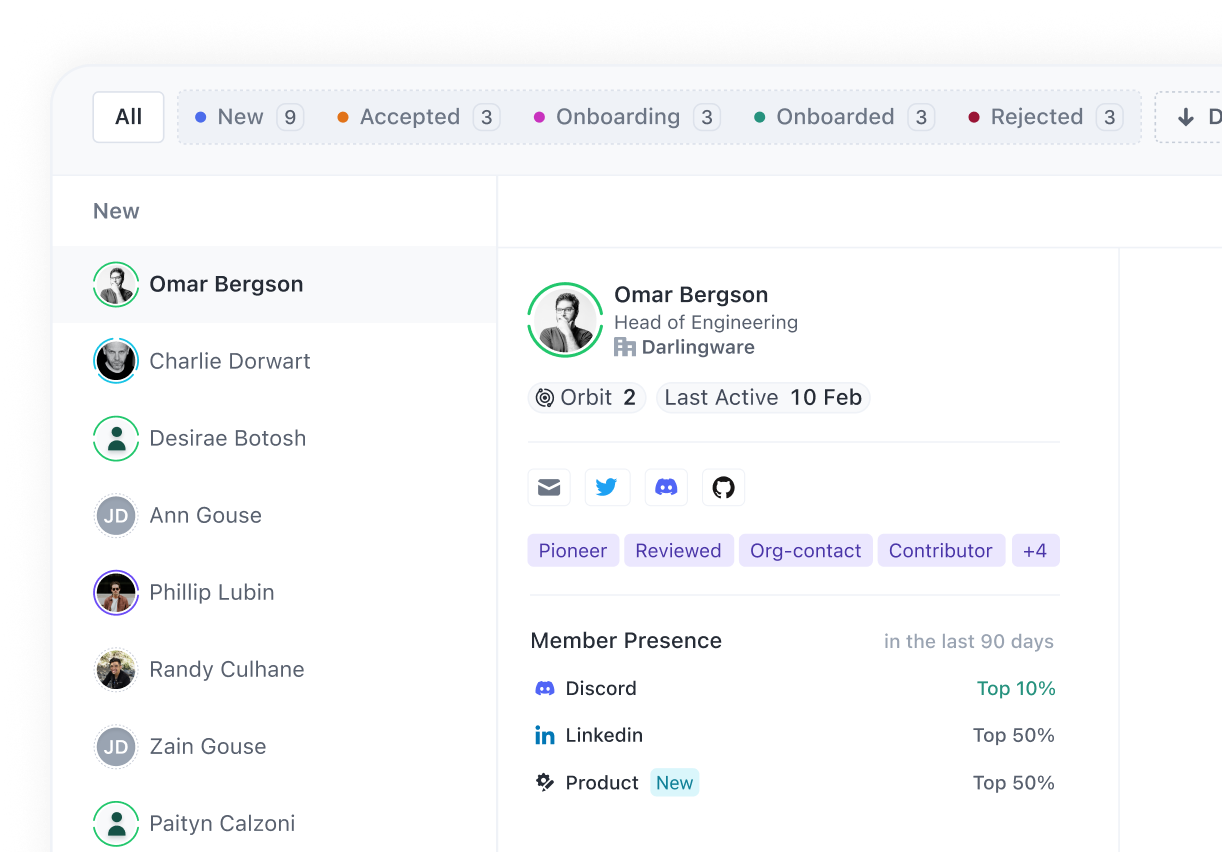 All
New 9
Accepted 3
Onboarding 3
Onboarded 3
Rejected 3
New
Omar Bergson
Charlie Dorwart
Desirae Botosh
JD Ann Gouse
Phillip Lubin
Randy Culhane
JD Zain Gouse
Paityn Calzoni
Omar Bergson
Head of Engineering
Darlingware
Orbit 2 Last Active 10 Feb
Pioneer Reviewed Org-contact Contributor +4
Member Presence in the last 90 days
Discord Top 10%
in Linkedin Top 50%
Product New Top 50%